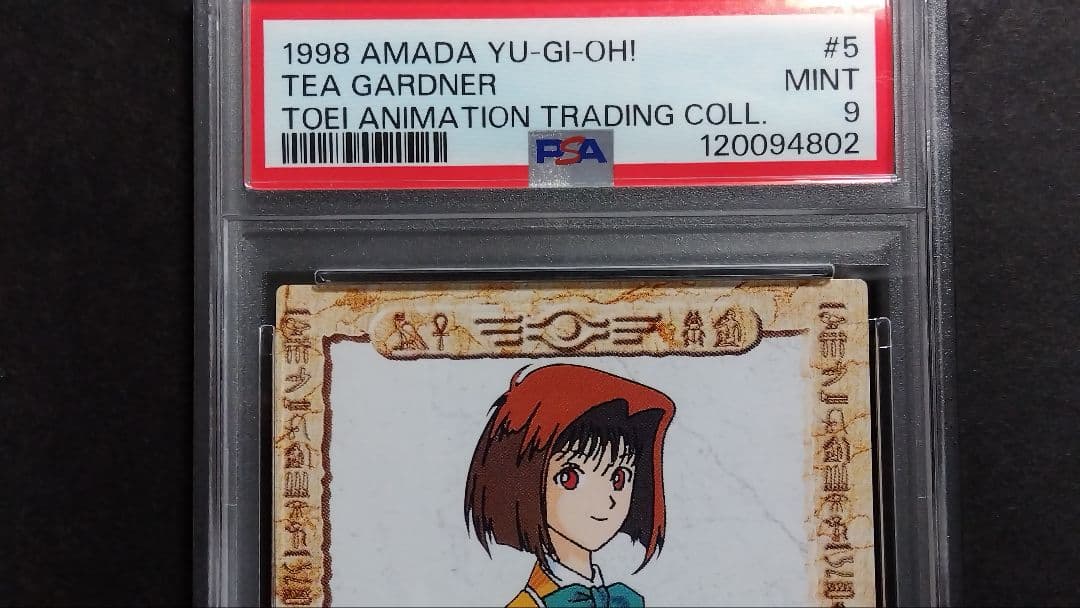 1998 AMADA YU-GI-OH! #5
TEA GARDNER MINT
TOEI ANIMATION TRADING COLL. 9
PSA 120094802